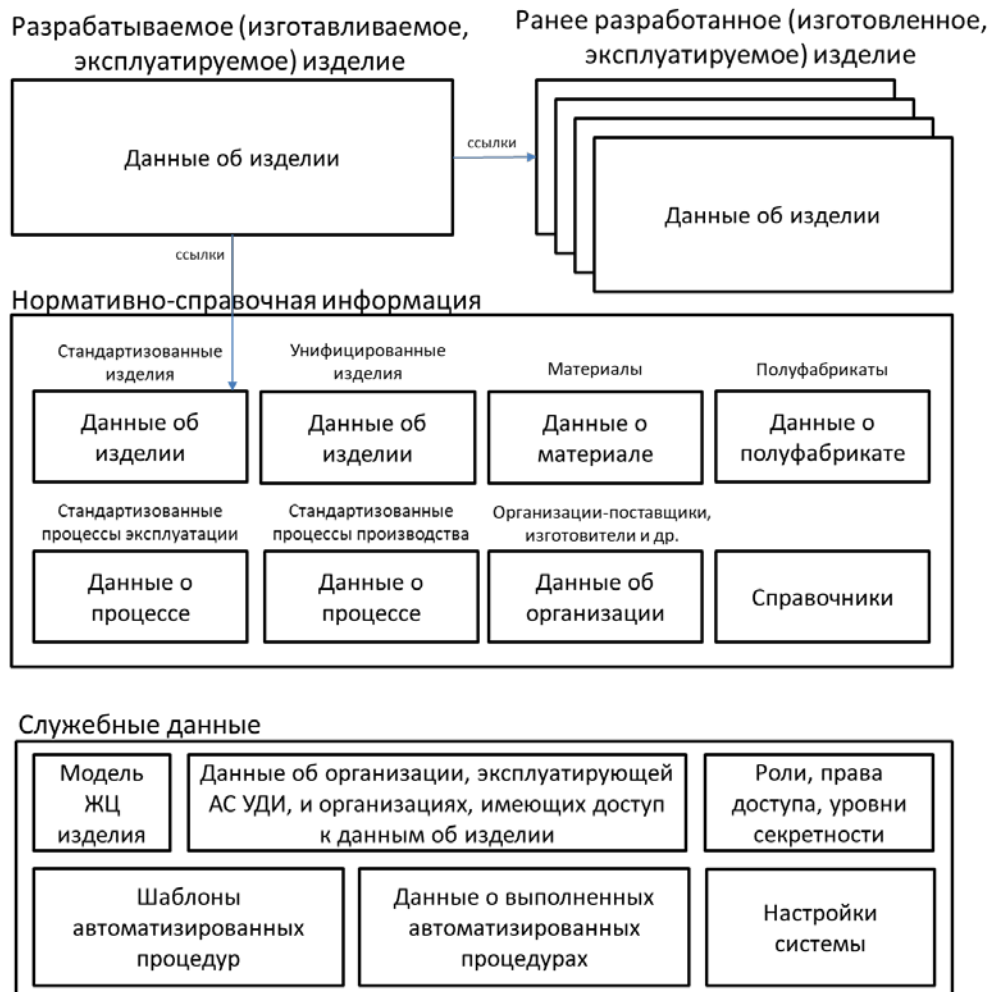 Разрабатываемое (изготавливаемое,
эксплуатируемое) изделие
Ранее разработанное (изготовленное,
эксплуатируемое) изделие
Данные об изделии
ссылки
Данные об изделии
ссылки
Нормативно-справочная информация
Стандартизованные
изделия
Унифицированные
изделия
Материалы
Полуфабрикаты
Данные об
изделии
Данные об
изделии
Данные о
материале
Данные о
полуфабрикате
Стандартизованные
процессы эксплуатации
Стандартизованные
процессы производства
Организации-поставщики,
изготовители и др.
Данные о
процессе
Данные о
процессе
Данные об
организации
Справочники
Служебные данные
Модель
ЖЦ
изделия
Данные об организации, эксплуатирующей
АС УДИ, и организациях, имеющих доступ
к данным об изделии
Роли, права
доступа, уровни
секретности
Шаблоны
автоматизированных
процедур
Данные о выполненных
автоматизированных
процедурах
Настройки
системы